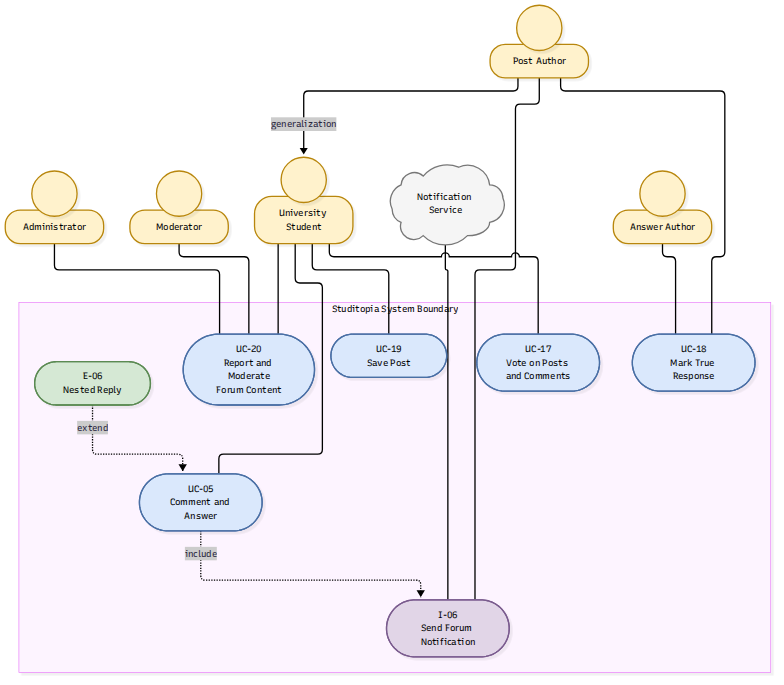 Post Author
generalization
Notification
Service
University
Student
Administrator
Moderator
Answer Author
Studitopia System Boundary
UC-20
Report and
Moderate
Forum Content
UC-19
Save Post
UC-17
Vote on Posts
and Comments
UC-18
Mark True
Response
E-06
Nested Reply
extend
UC-05
Comment and
Answer
include
I-06
Send Forum
Notification